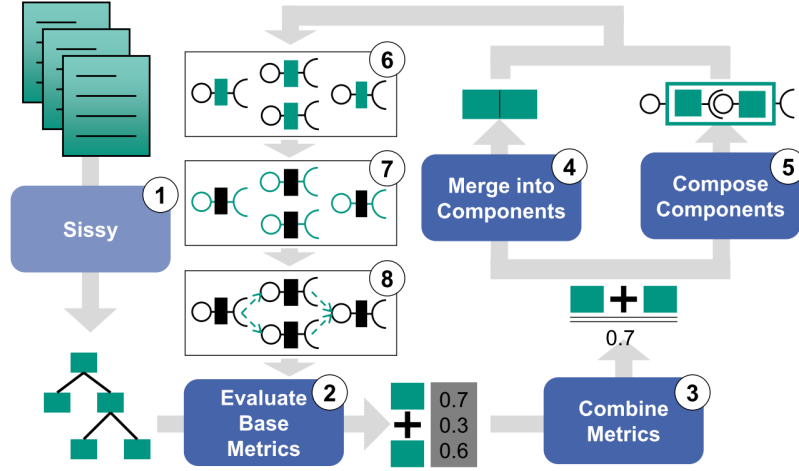 6
1
Sissy
7
4
Merge into
Components
5
Compose
Components
8
0.7
2
Evaluate
Base
Metrics
0.7
0.3
0.6
3
Combine
Metrics